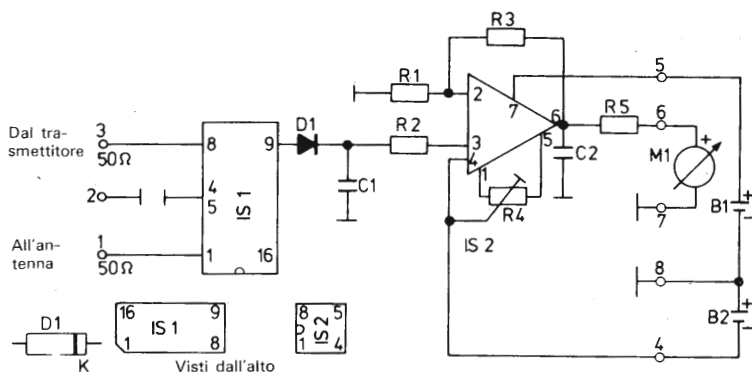 R3
R1
2
7
6
5
3
4
1
R2
R4
IS 2
R5
C2
5
6
+
M1
7
B1
+
-
8
B2
+
-
4
Dal tra-
smettitore
3
50Ω
2
All'an-
tenna
1
50Ω
8
9
4
5
IS 1
1
16
D1
C1
D1
K
16
9
IS 1
1
8
8
5
IS 2
1
4
Visti dall'alto